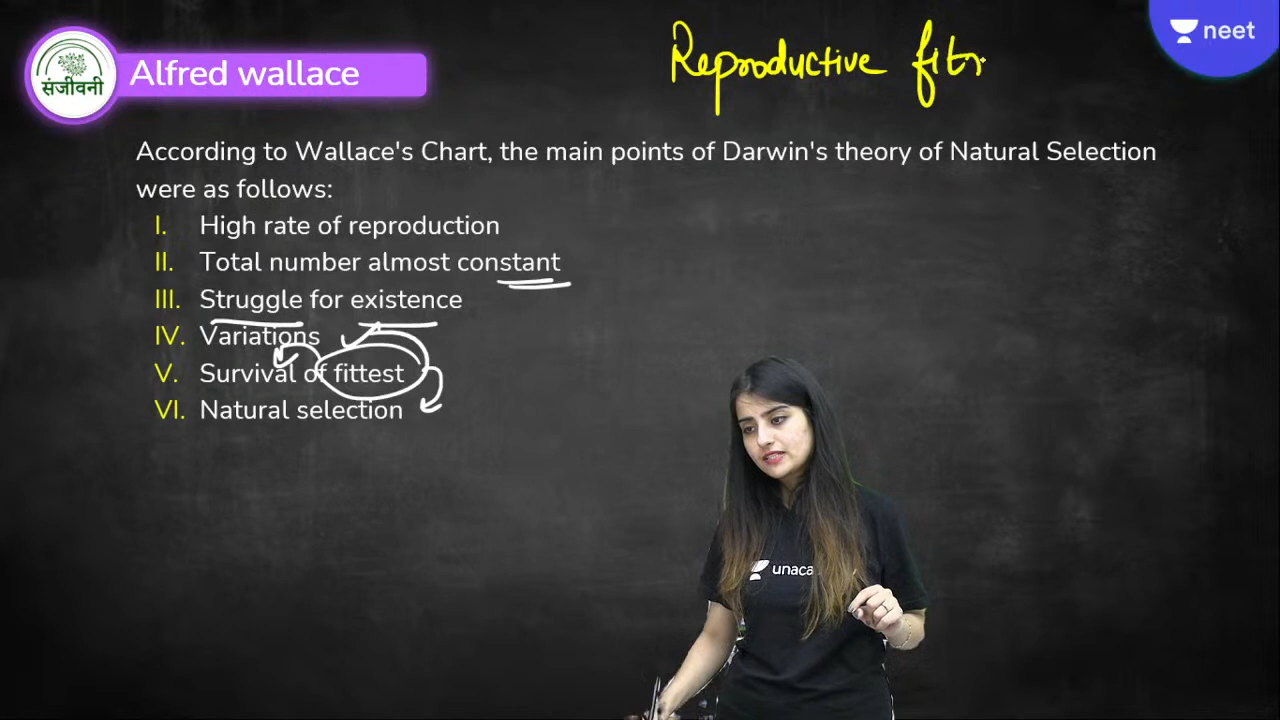 संजीवनी
Alfred wallace
Reproductive fitn
neet
According to Wallace's Chart, the main points of Darwin's theory of Natural Selection
were as follows:
I. High rate of reproduction
II. Total number almost constant
III. Struggle for existence
IV. Variations
V. Survival of fittest
VI. Natural selection
unaca